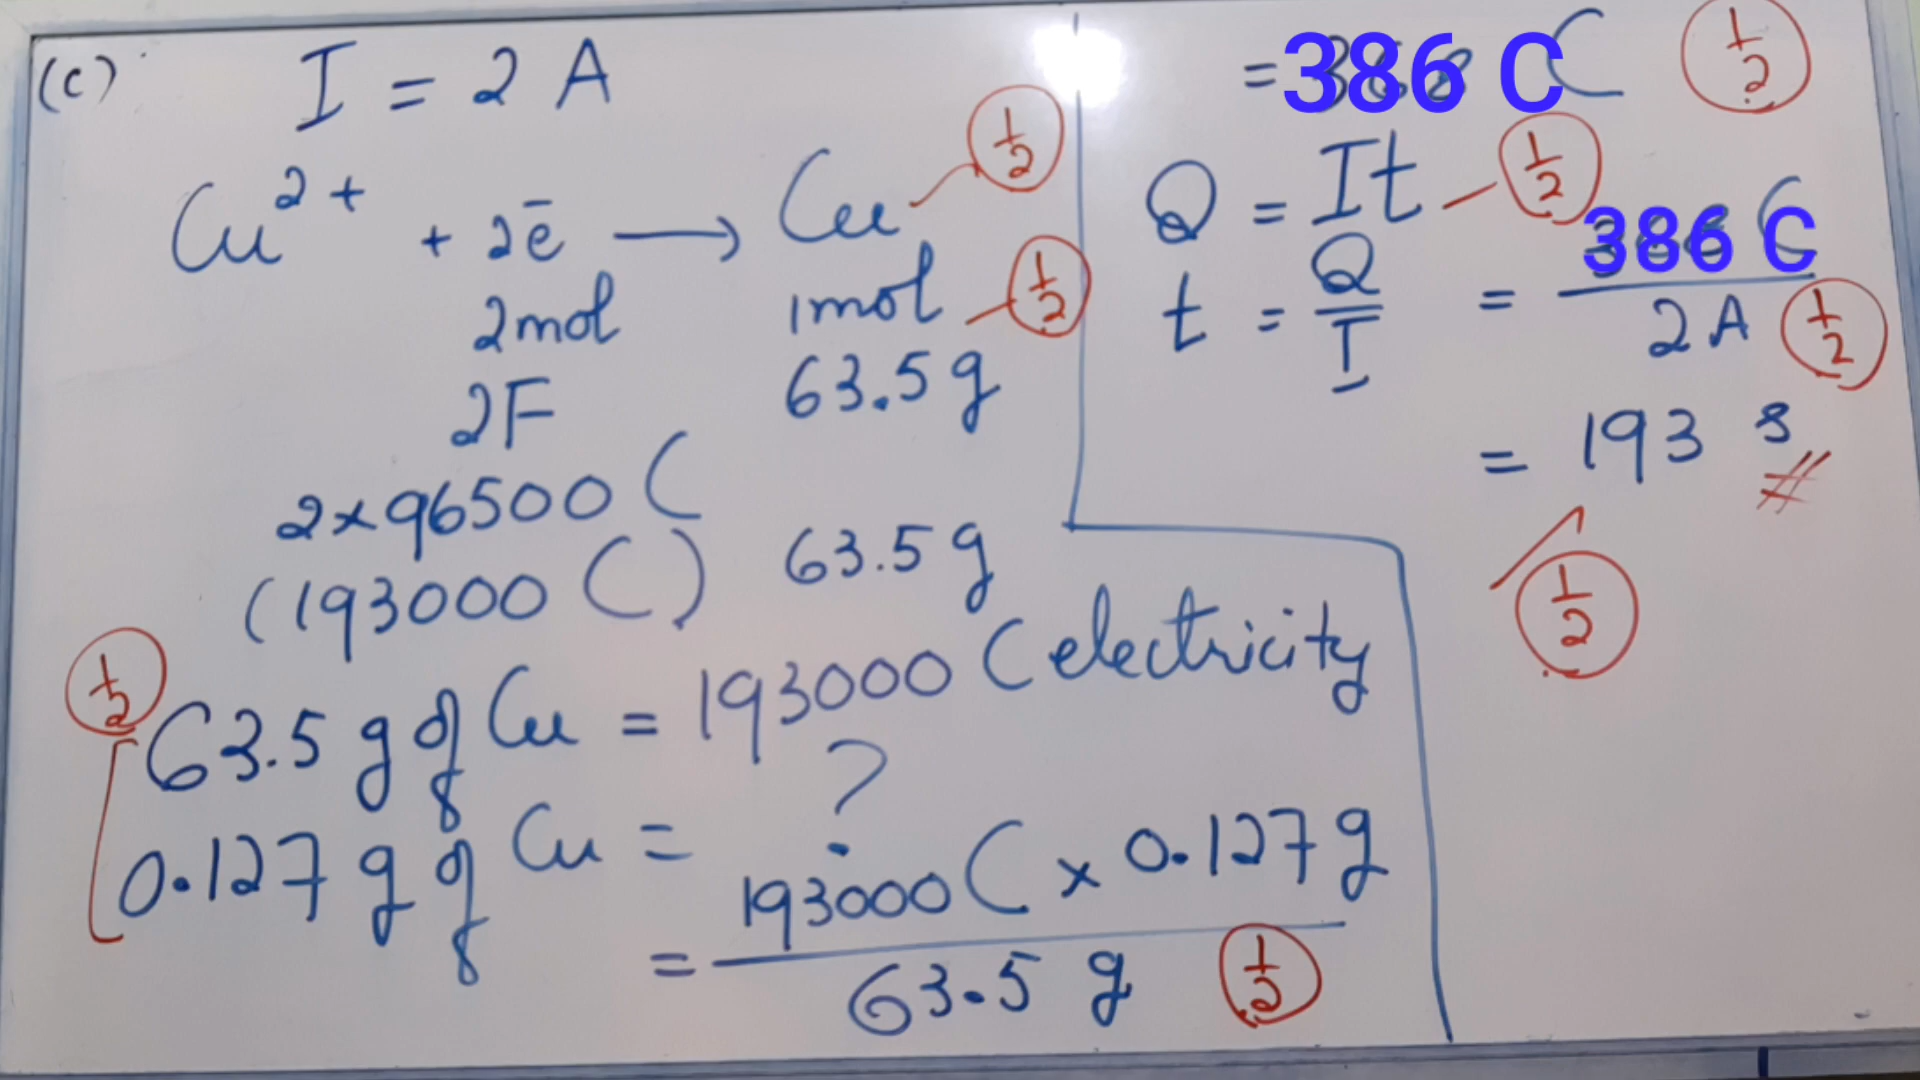 (c) I = 2 A
½
Cu²⁺ + 2ē → Cu
½
2mol 1mol
2F 63.5 g
2×96500 C
(193000 C) 63.5 g
½
63.5 g of Cu = 193000 C electricity
0.127 g of Cu = ?
= 193000 C × 0.127 g / 63.5 g
½
= 386 C
½
Q = It
½
t = Q / I = 386 C / 2 A
½
= 193 s
½